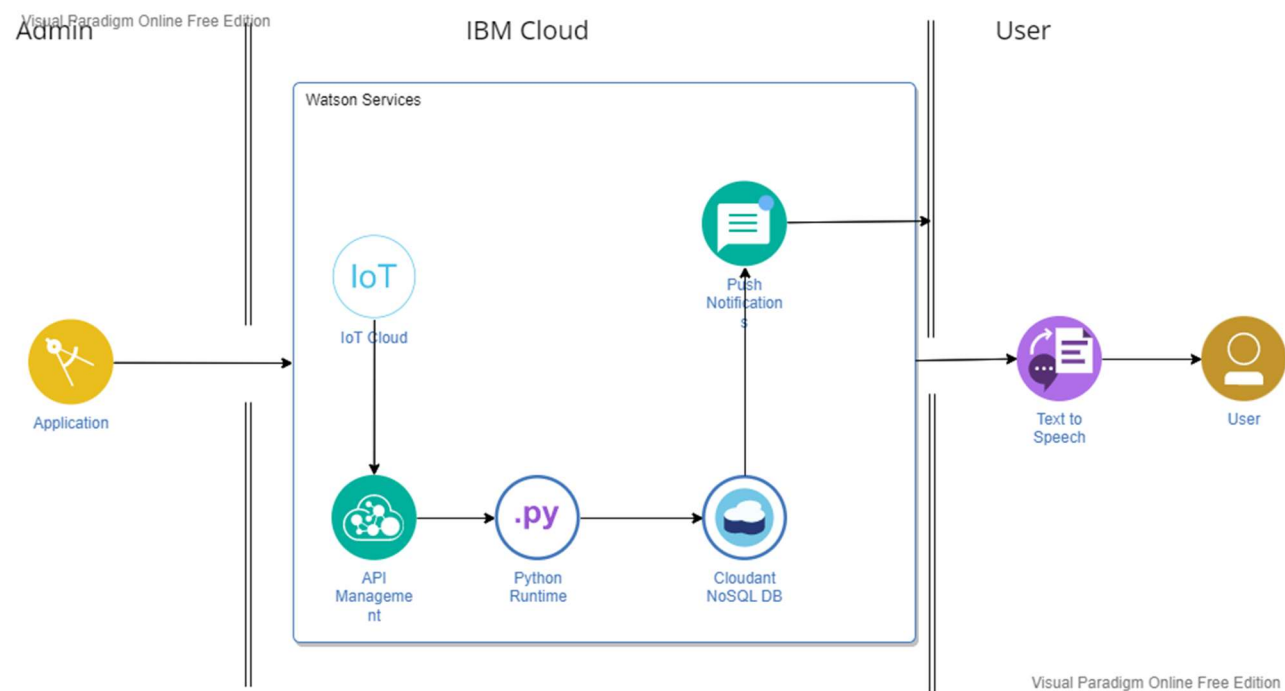 Visual Paradigm Online Free Edition
Admin
IBM Cloud
User
Watson Services
IoT
IoT Cloud
Push
Notification
s
Application
Text to
Speech
User
.py
API
Manageme
nt
Python
Runtime
Cloudant
NoSQL DB
Visual Paradigm Online Free Edition